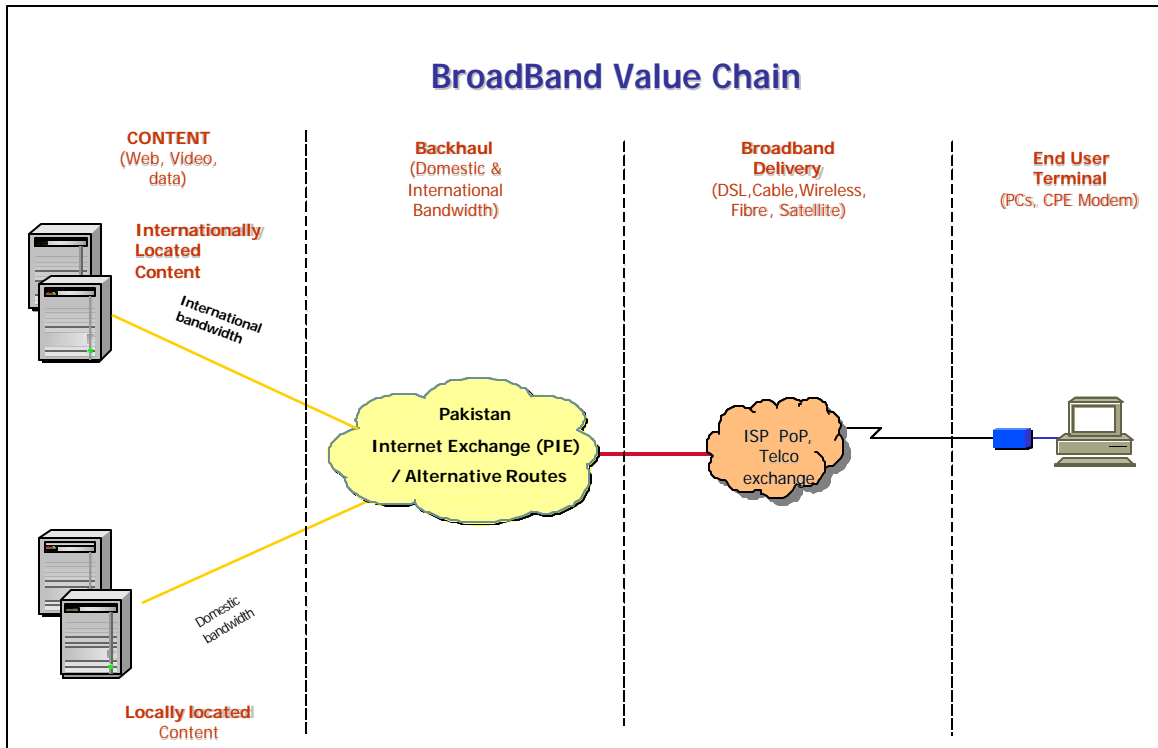 BroadBand Value Chain
CONTENT
(Web, Video,
data)
Internationally
Located
Content
International
bandwidth
Domestic
bandwidth
Locally located
Content
Backhaul
(Domestic &
International
Bandwidth)
Pakistan
Internet Exchange (PIE)
/ Alternative Routes
Broadband
Delivery
(DSL,Cable,Wireless,
Fibre, Satellite)
ISP PoP,
Telco
exchange
End User
Terminal
(PCs, CPE Modem)